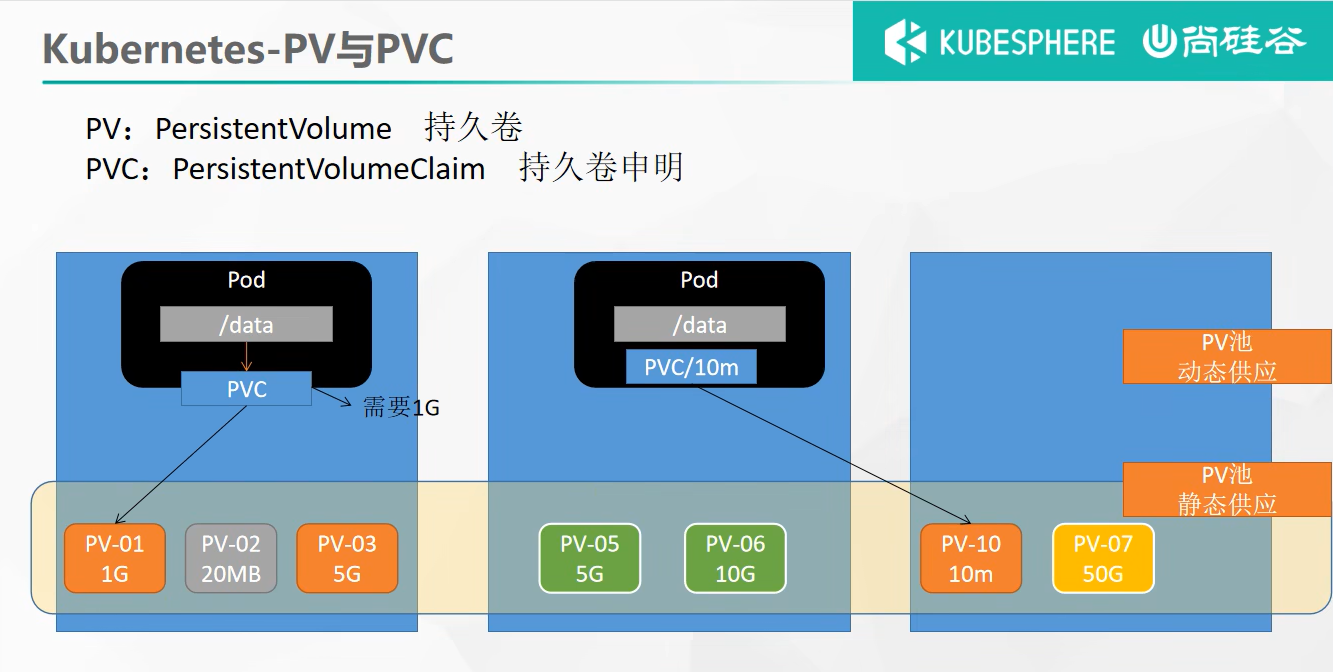 Kubernetes-PV与PVC
KUBESPHERE 尚硅谷
PV：PersistentVolume 持久卷
PVC：PersistentVolumeClaim 持久卷申明
Pod
/data
PVC
需要1G
Pod
/data
PVC/10m
PV池
动态供应
PV池
静态供应
PV-01
1G
PV-02
20MB
PV-03
5G
PV-05
5G
PV-06
10G
PV-10
10m
PV-07
50G